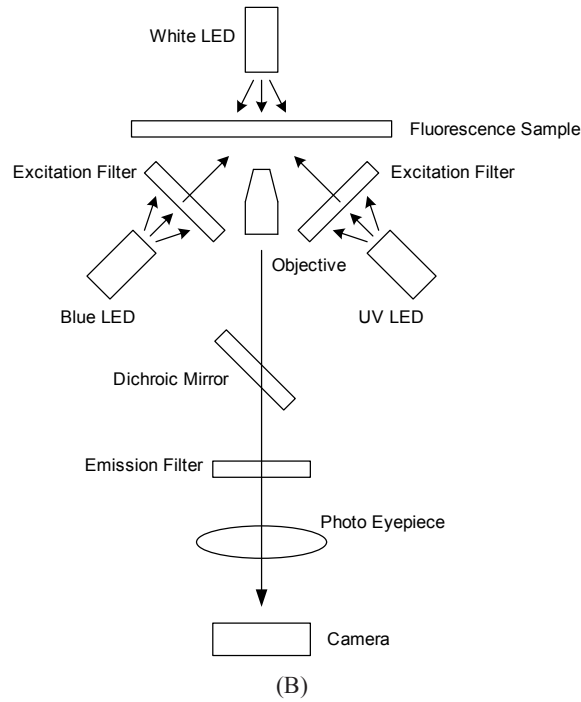 White LED
Fluorescence Sample
Excitation Filter
Excitation Filter
Objective
Blue LED
UV LED
Dichroic Mirror
Emission Filter
Photo Eyepiece
Camera
(B)